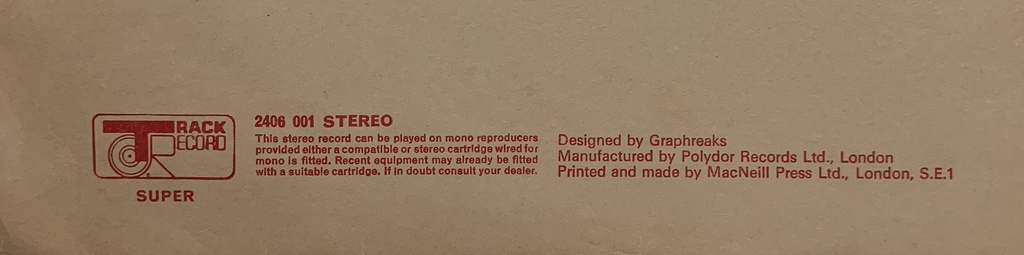 TRACK
RECORD
SUPER
2406 001 STEREO
This stereo record can be played on mono reproducers
provided either a compatible or stereo cartridge wired for
mono is fitted. Recent equipment may already be fitted
with a suitable cartridge. If in doubt consult your dealer.
Designed by Graphreaks
Manufactured by Polydor Records Ltd., London
Printed and made by MacNeill Press Ltd., London, S.E.1